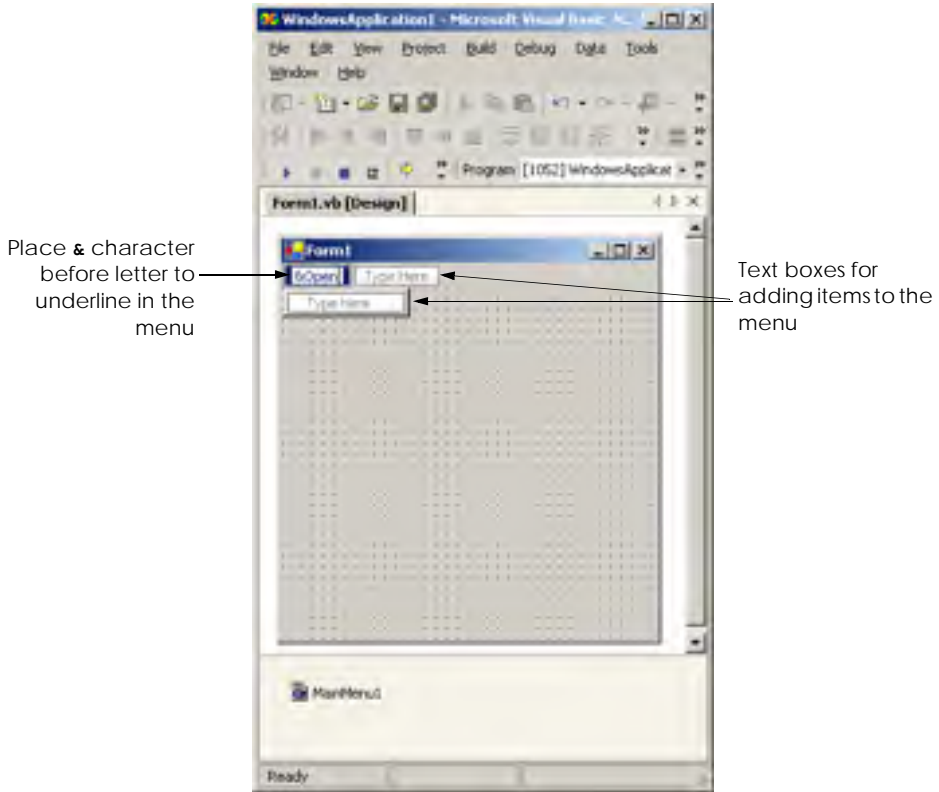 WindowsApplication1 - Microsoft Visual Basic .N...
File Edit View Project Build Debug Data Tools
Window Help
Program [1052] WindowsApplicat
Form1.vb [Design]
Form1
Place & character
before letter to
underline in the
menu
&Open Type Here
Type Here
Text boxes for
adding items to the
menu
MainMenu1
Ready